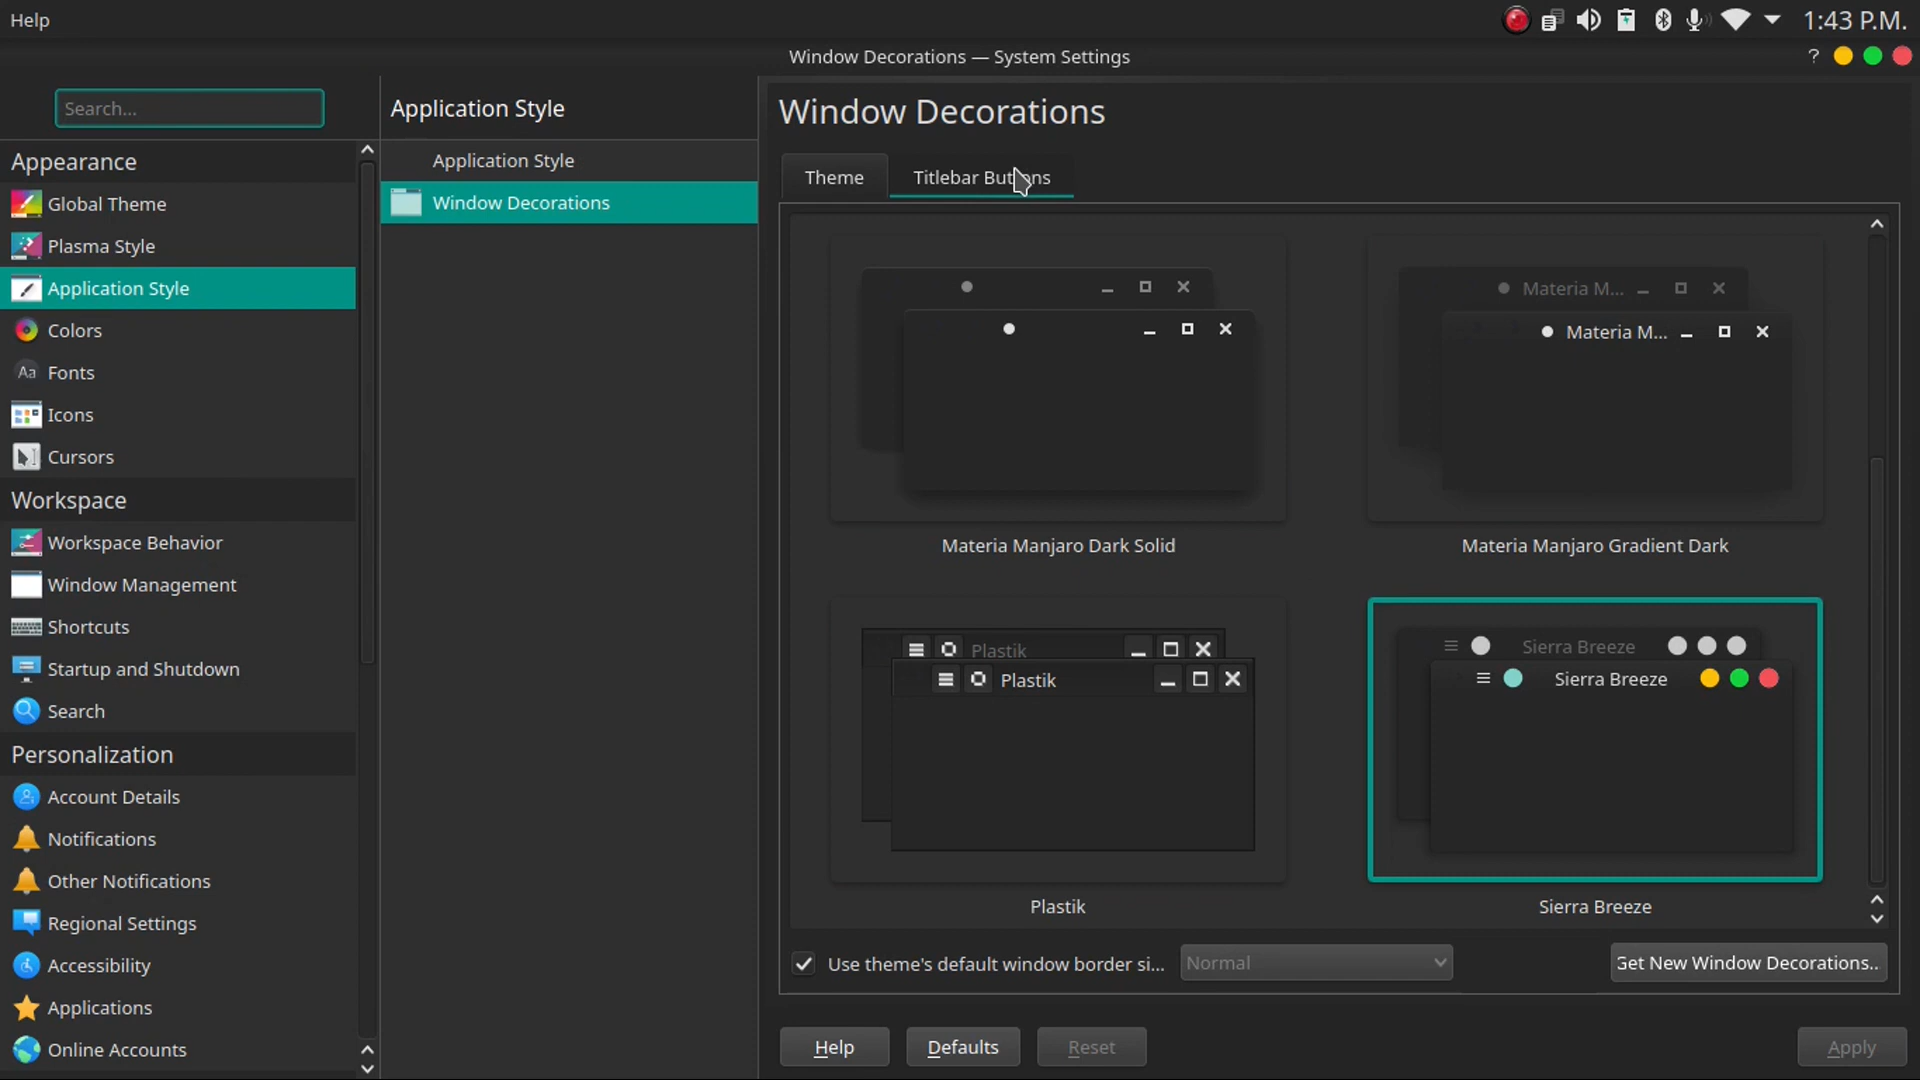 Help
1:43 P.M.
Window Decorations — System Settings
?
Search...
Appearance
Global Theme
Plasma Style
Application Style
Colors
Aa Fonts
Icons
Cursors
Workspace
Workspace Behavior
Window Management
Shortcuts
Startup and Shutdown
Search
Personalization
Account Details
Notifications
Other Notifications
Regional Settings
Accessibility
Applications
Online Accounts
Application Style
Application Style
Window Decorations
Window Decorations
Theme
Titlebar Buttons
Materia M...
Materia M...
Materia Manjaro Dark Solid
Materia Manjaro Gradient Dark
Plastik
Plastik
Sierra Breeze
Sierra Breeze
Plastik
Sierra Breeze
Use theme's default window border si...
Normal
Get New Window Decorations..
Help
Defaults
Reset
Apply